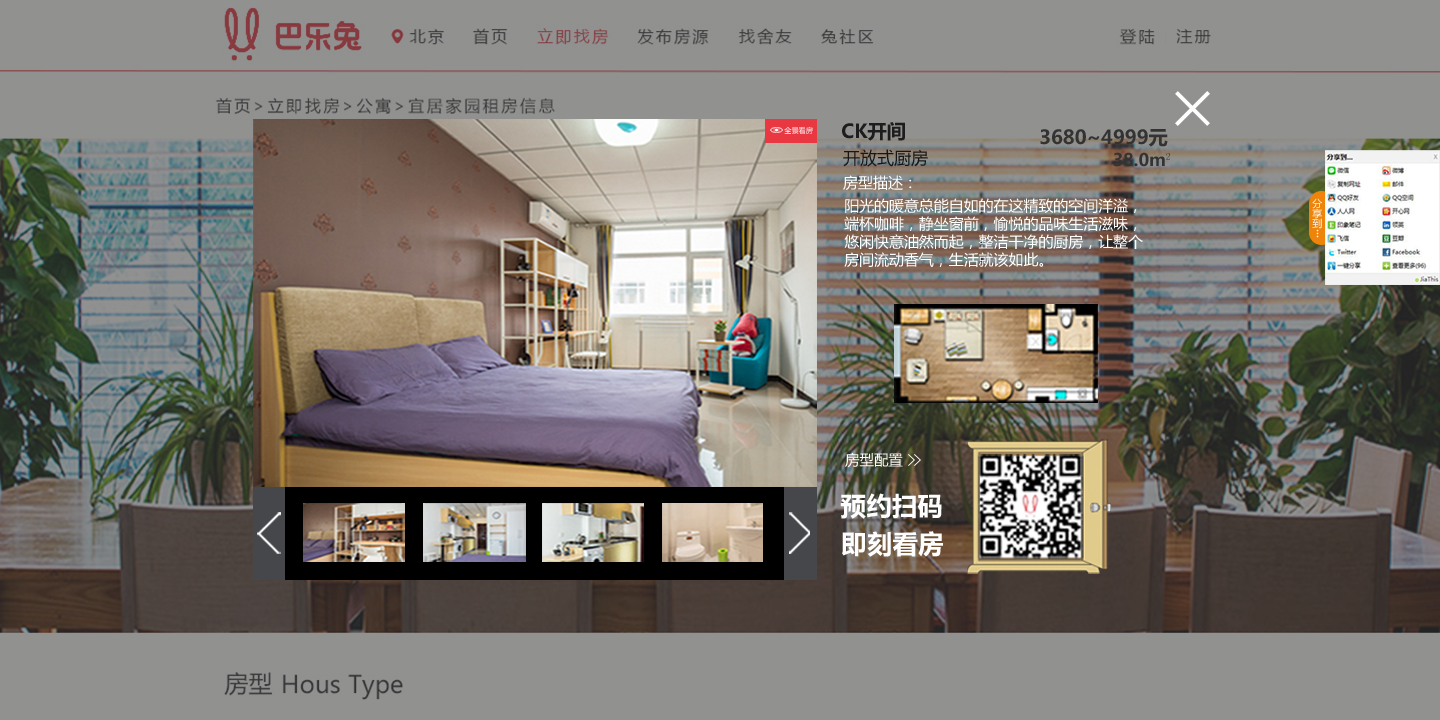 巴乐兔
北京 首页 立即找房 发布房源 找舍友 兔社区 登陆 注册
首页>立即找房>公寓>宜居家园租房信息
全景看房
CK开间
3680~4999元
开放式厨房
38.0m²
房型描述：
阳光的暖意总能自如的在这精致的空间洋溢，
端杯咖啡，静坐窗前，愉悦的品味生活滋味，
悠闲快意油然而起，整洁干净的厨房，让整个
房间流动香气，生活就该如此。
分享到...
分享到... X
微信 微博
复制网址 邮件
QQ好友 QQ空间
人人网 开心网
印象笔记 领英
飞信 豆瓣
Twitter Facebook
一键分享 查看更多(96)
JiaThis
房型配置 >>
预约扫码
即刻看房
房型 Hous Type